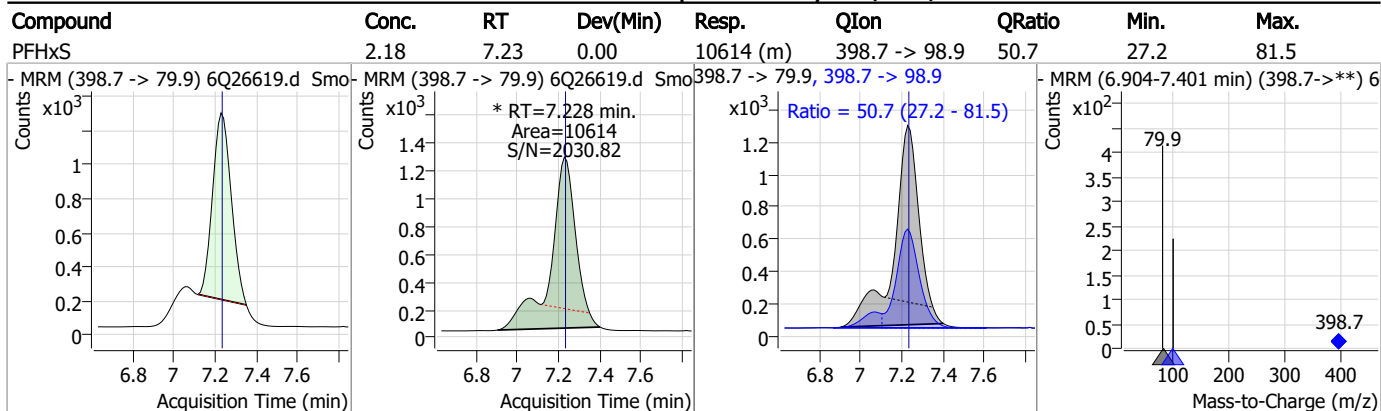 Compound Conc. RT Dev(Min) Resp. QIon QRatio Min. Max.
PFHxS 2.18 7.23 0.00 10614 (m) 398.7 -> 98.9 50.7 27.2 81.5
- MRM (398.7 -> 79.9) 6Q26619.d Smo
Counts
x10³
1
0.8
0.6
0.4
0.2
0
6.8 7 7.2 7.4 7.6
Acquisition Time (min)
- MRM (398.7 -> 79.9) 6Q26619.d Smo
Counts
x10³
* RT=7.228 min.
Area=10614
S/N=2030.82
1.4
1.2
1
0.8
0.6
0.4
0.2
0
6.8 7 7.2 7.4 7.6
Acquisition Time (min)
398.7 -> 79.9, 398.7 -> 98.9
x10³
Ratio = 50.7 (27.2 - 81.5)
1.2
1
0.8
0.6
0.4
0.2
0
6.8 7 7.2 7.4 7.6
Acquisition Time (min)
- MRM (6.904-7.401 min) (398.7->**) 6
Counts
x10²
79.9
4
3.5
3
2.5
2
1.5
1
0.5
0
398.7
100 200 300 400
Mass-to-Charge (m/z)